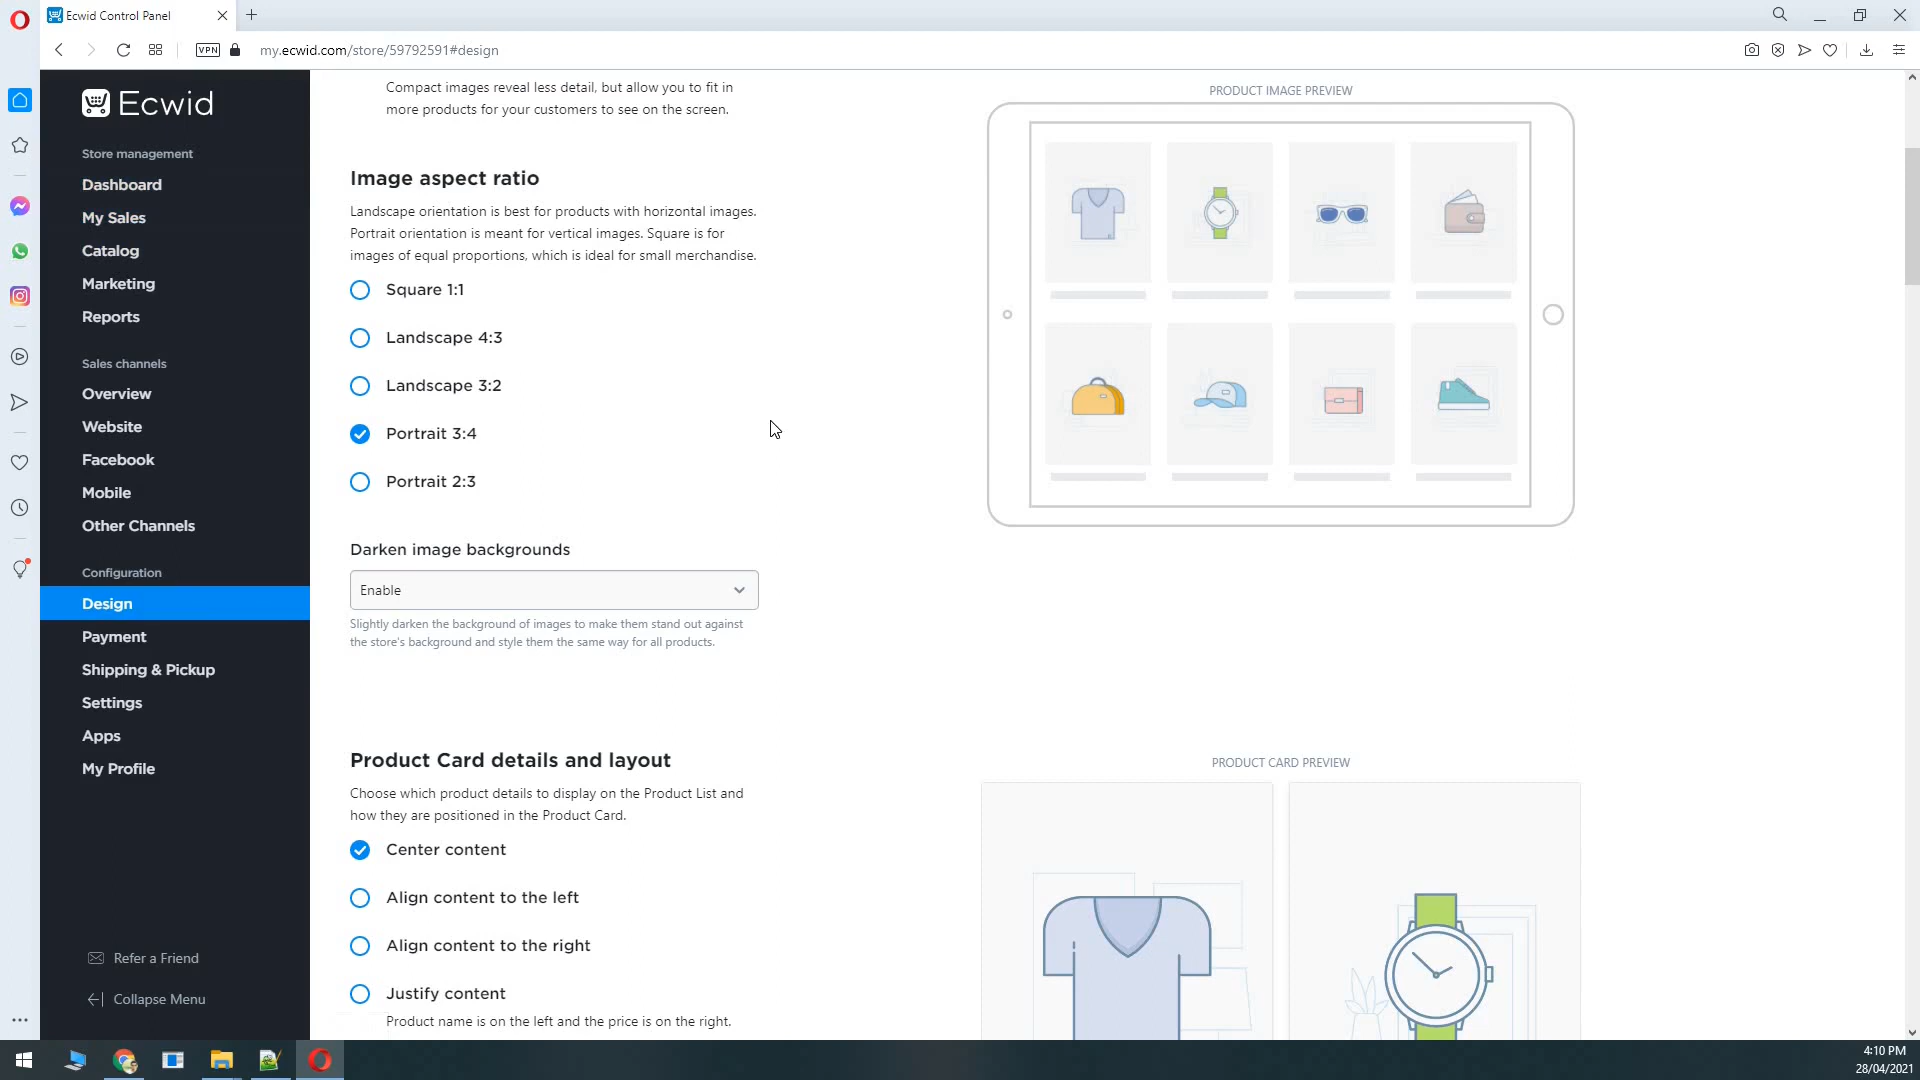 Ecwid Control Panel
VPN
my.ecwid.com/store/59792591#design
Ecwid
Store management
Dashboard
My Sales
Catalog
Marketing
Reports
Sales channels
Overview
Website
Facebook
Mobile
Other Channels
Configuration
Design
Payment
Shipping & Pickup
Settings
Apps
My Profile
Refer a Friend
Collapse Menu
Compact images reveal less detail, but allow you to fit in
more products for your customers to see on the screen.
Image aspect ratio
Landscape orientation is best for products with horizontal images.
Portrait orientation is meant for vertical images. Square is for
images of equal proportions, which is ideal for small merchandise.
Square 1:1
Landscape 4:3
Landscape 3:2
Portrait 3:4
Portrait 2:3
Darken image backgrounds
Enable
Slightly darken the background of images to make them stand out against
the store's background and style them the same way for all products.
PRODUCT IMAGE PREVIEW
Product Card details and layout
Choose which product details to display on the Product List and
how they are positioned in the Product Card.
Center content
Align content to the left
Align content to the right
Justify content
Product name is on the left and the price is on the right.
PRODUCT CARD PREVIEW
4:10 PM
28/04/2021